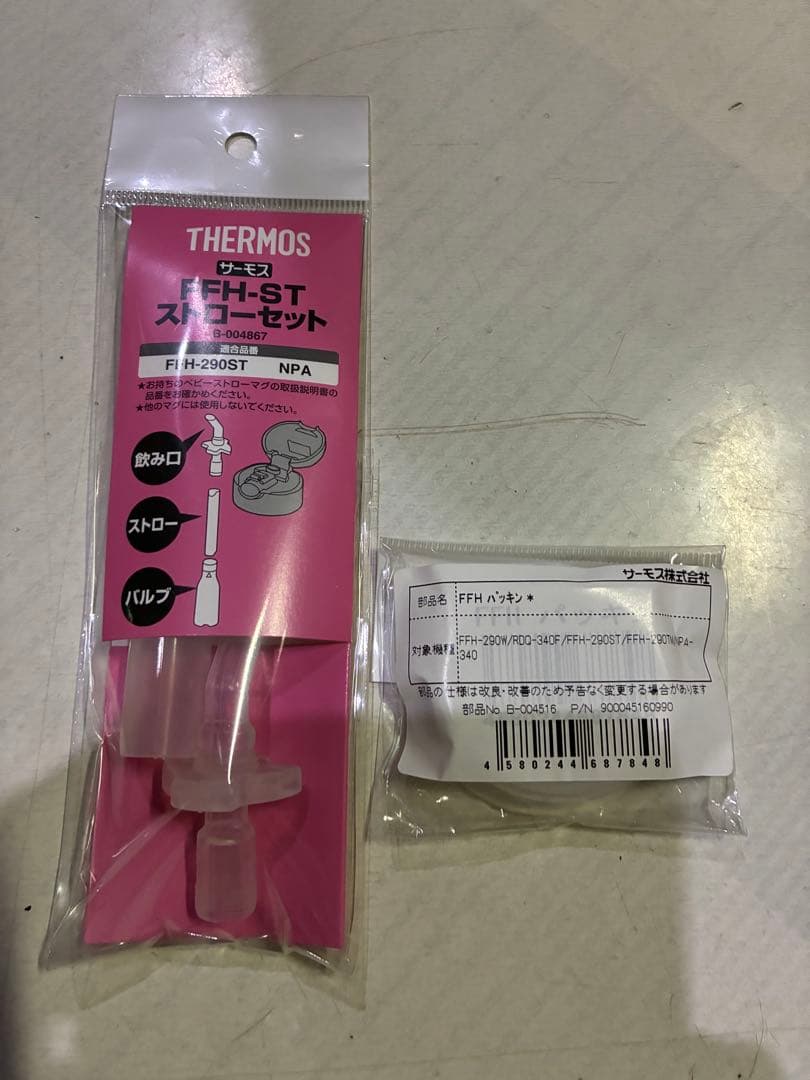 THERMOS
サーモス
FFH-ST
ストローセット
B-004867
適合品番
FFH-290ST NPA
★お持ちのベビーストローマグの取扱説明書の
品番をお確かめください。
★他のマグには使用しないでください。
飲み口
ストロー
バルブ
サーモス株式会社
部品名 FFH パッキン *
対象機種 FFH-290W/RDQ-340F/FFH-290ST/FFH-290TN/NPA-
340
部品の仕様は改良・改善のため予告なく変更する場合があります
部品No. B-004516 P/N 900045160990
4580244687848